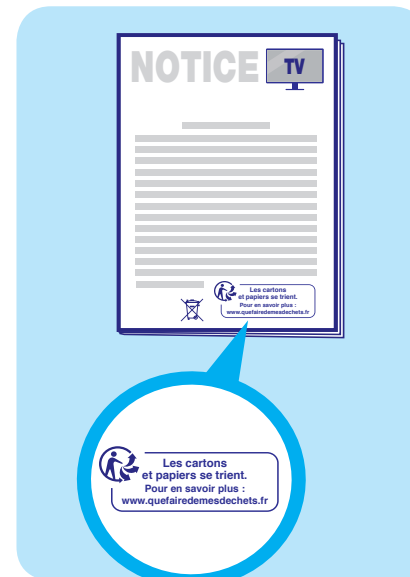 NOTICE TV
Les cartons
et papiers se trient.
Pour en savoir plus :
www.quefairedemesdechets.fr
Les cartons
et papiers se trient.
Pour en savoir plus :
www.quefairedemesdechets.fr